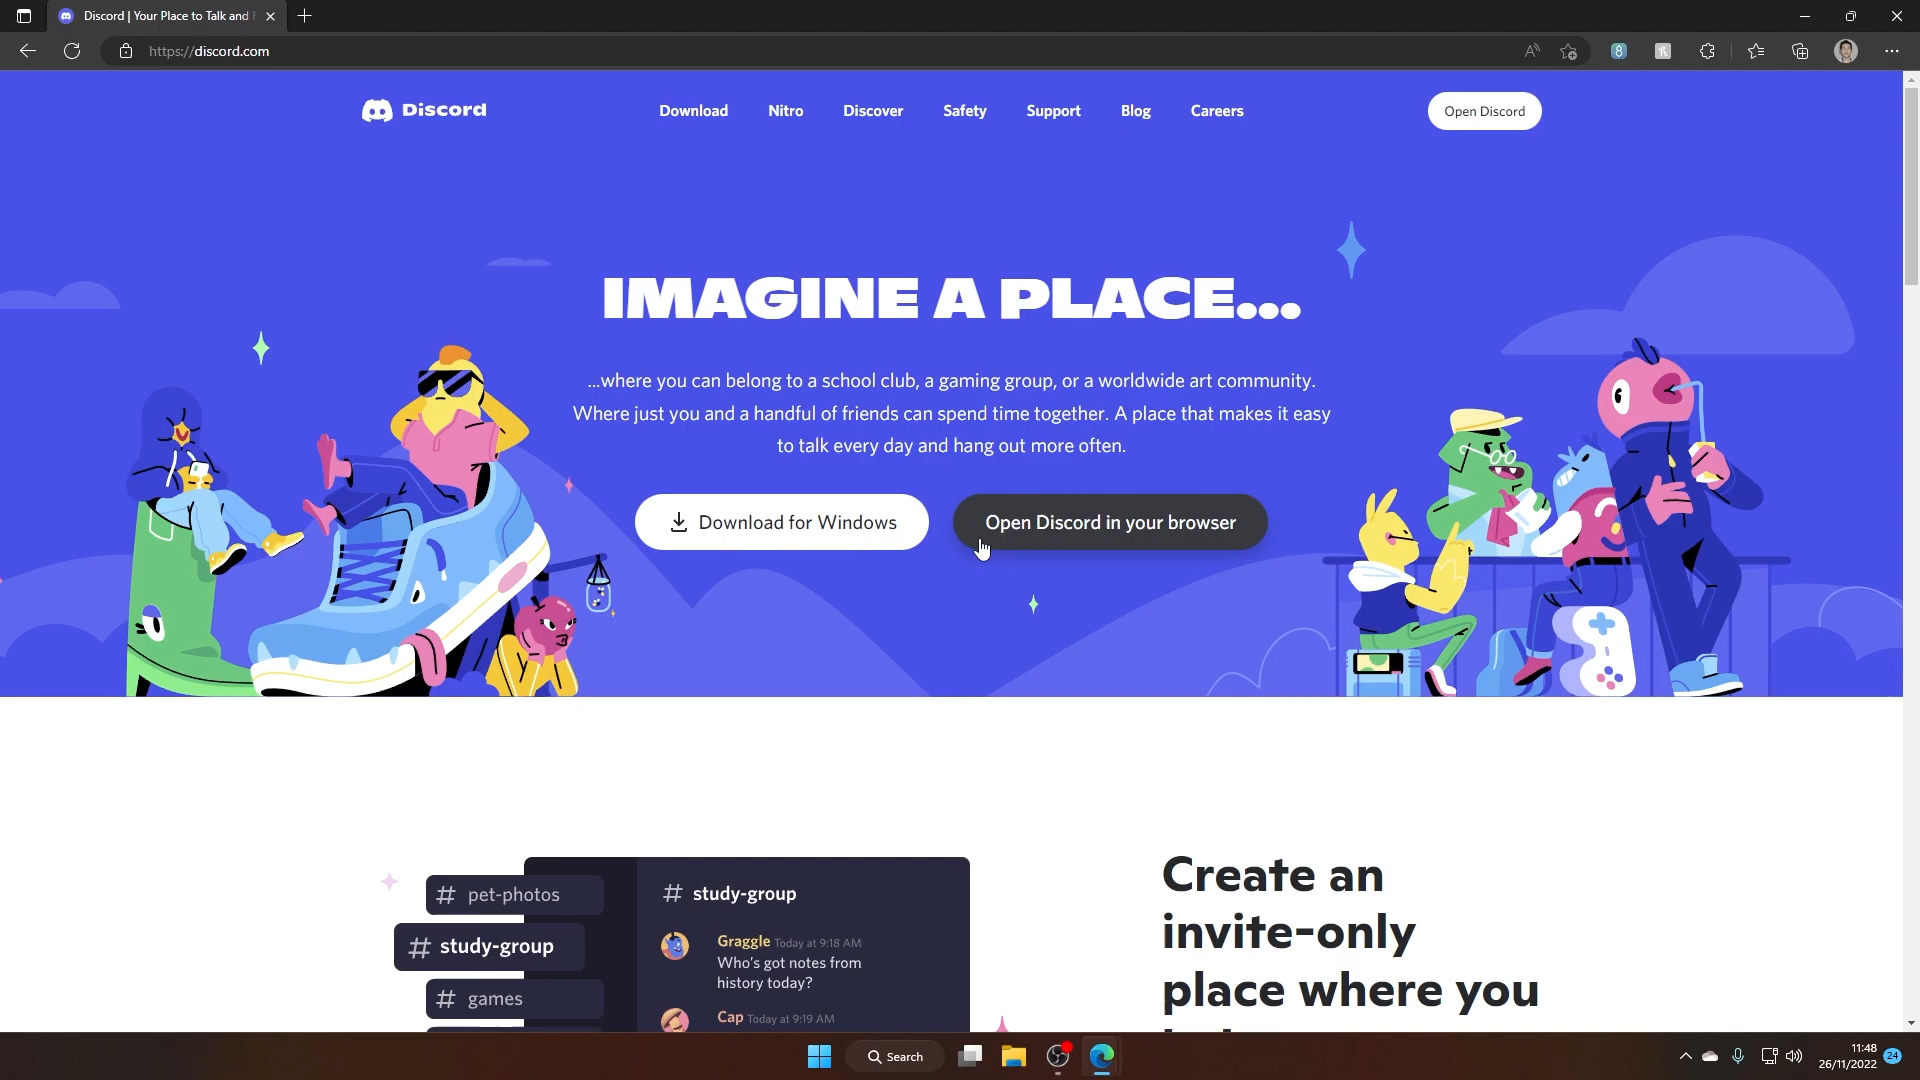 Discord | Your Place to Talk and
https://discord.com
Discord
Download
Nitro
Discover
Safety
Support
Blog
Careers
Open Discord
IMAGINE A PLACE...
...where you can belong to a school club, a gaming group, or a worldwide art community.
Where just you and a handful of friends can spend time together. A place that makes it easy
to talk every day and hang out more often.
Download for Windows
Open Discord in your browser
# pet-photos
# study-group
# games
# study-group
Graggle Today at 9:18 AM
Who's got notes from
history today?
Cap Today at 9:19 AM
Create an
invite-only
place where you
Search
11:48
26/11/2022
24